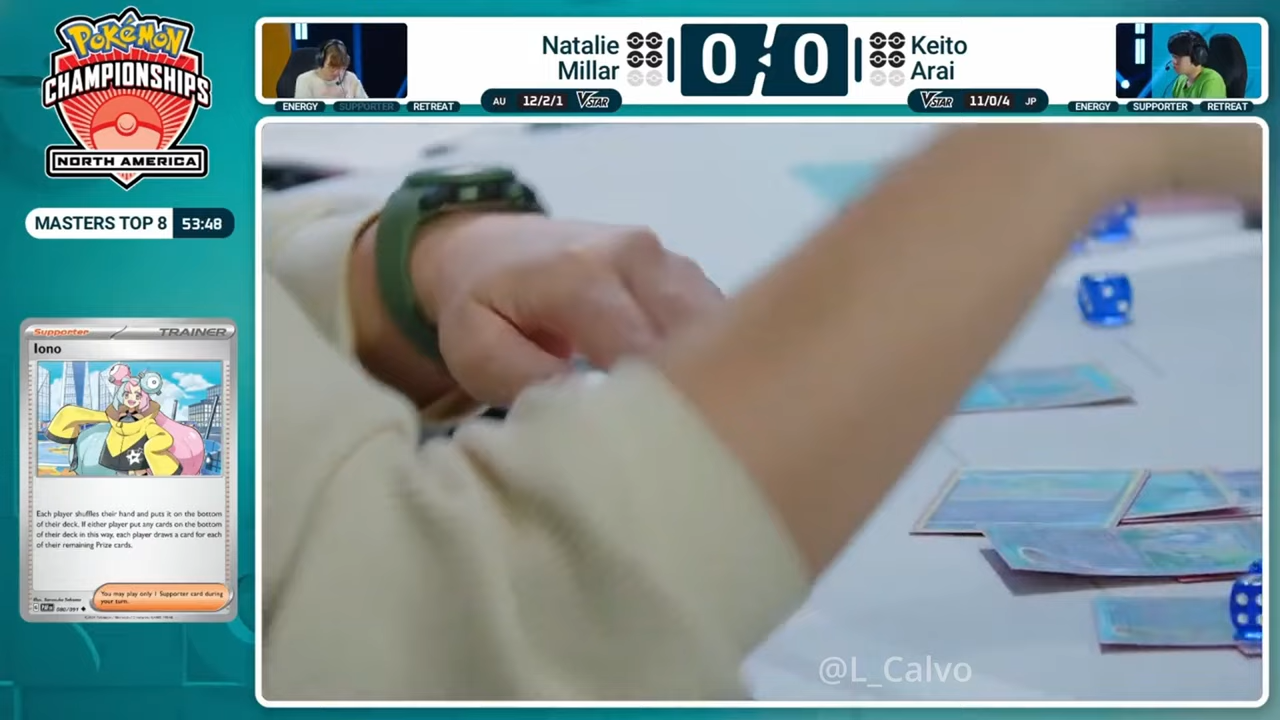 POKéMON
CHAMPIONSHIPS
NORTH AMERICA
MASTERS TOP 8 53:48
Natalie
Millar
0 0
Keito
Arai
ENERGY SUPPORTER RETREAT
AU 12/2/1 VSTAR
VSTAR 11/0/4 JP
ENERGY SUPPORTER RETREAT
Supporter TRAINER
Iono
Each player shuffles their hand and puts it on the bottom
of their deck. If either player put any cards on the bottom
of their deck in this way, each player draws a card for each
of their remaining Prize cards.
You may play only 1 Supporter card during
your turn.
@L_Calvo